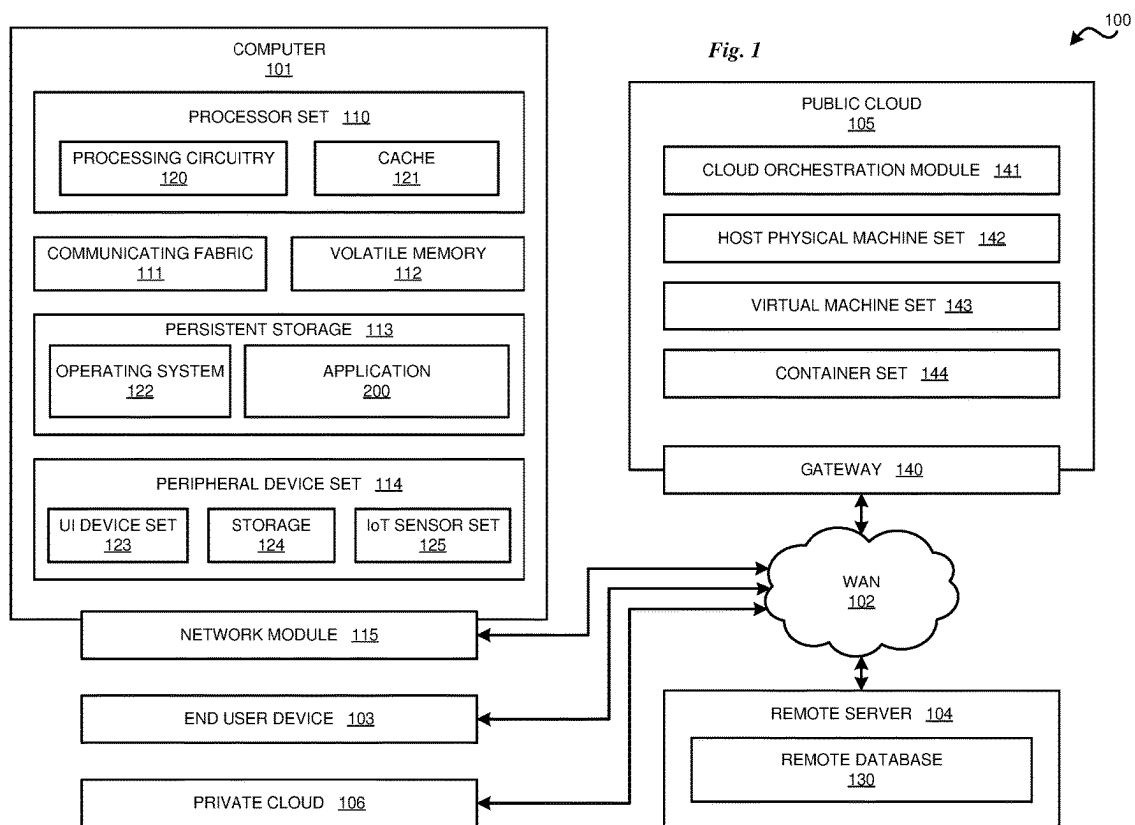 100
Fig. 1
COMPUTER
101
PROCESSOR SET 110
PROCESSING CIRCUITRY
120
CACHE
121
COMMUNICATING FABRIC
111
VOLATILE MEMORY
112
PERSISTENT STORAGE 113
OPERATING SYSTEM
122
APPLICATION
200
PERIPHERAL DEVICE SET 114
UI DEVICE SET
123
STORAGE
124
IoT SENSOR SET
125
NETWORK MODULE 115
END USER DEVICE 103
PRIVATE CLOUD 106
PUBLIC CLOUD
105
CLOUD ORCHESTRATION MODULE 141
HOST PHYSICAL MACHINE SET 142
VIRTUAL MACHINE SET 143
CONTAINER SET 144
GATEWAY 140
WAN
102
REMOTE SERVER 104
REMOTE DATABASE
130